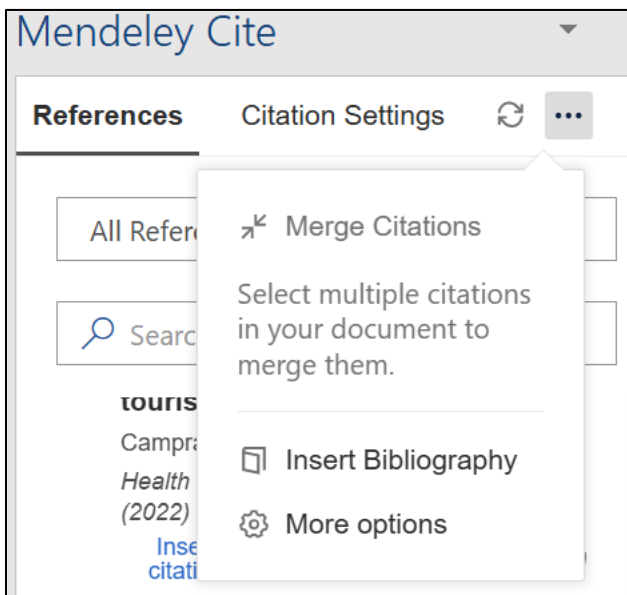 Mendeley Cite
References Citation Settings
All Refer
Merge Citations
Select multiple citations
in your document to
merge them.
Searc
Insert Bibliography
More options
touris
Campra
Health
(2022)
Inse
citati